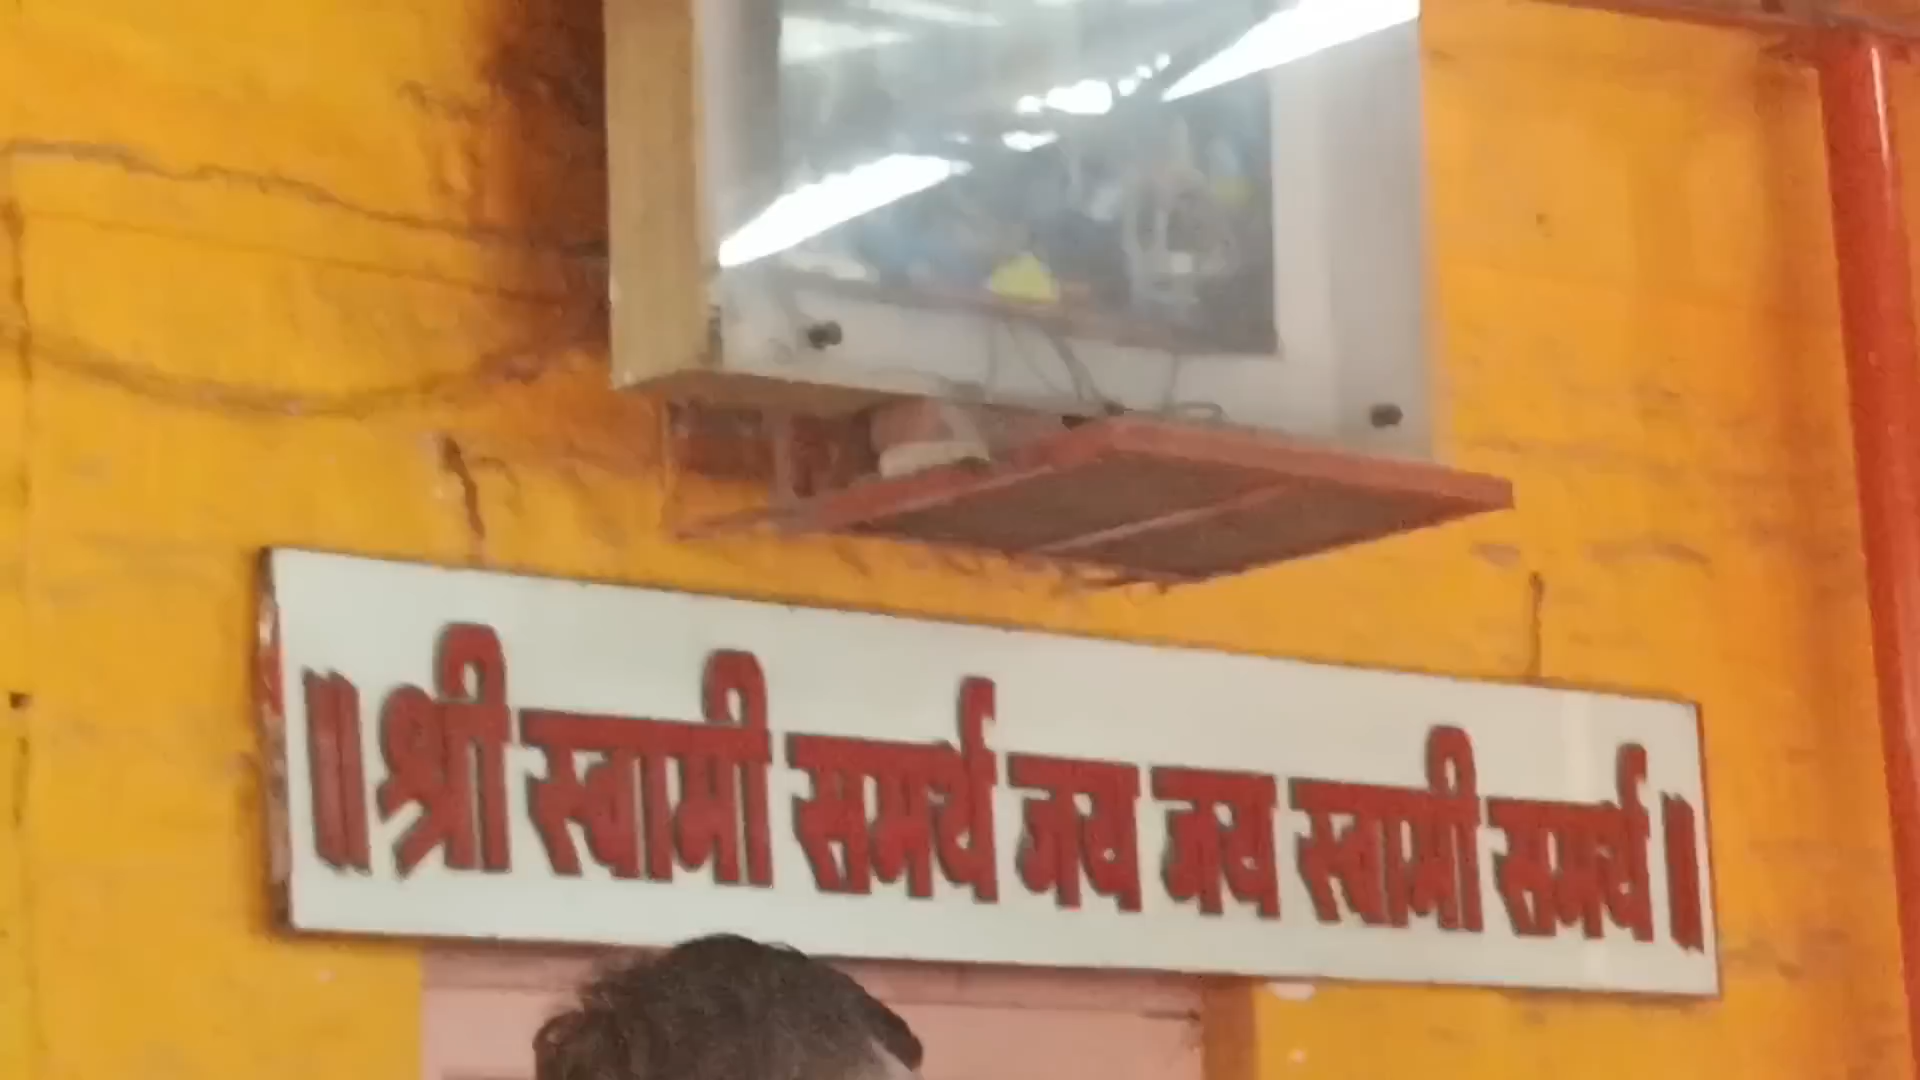 ॥ श्री स्वामी समर्थ जय जय स्वामी समर्थ ॥